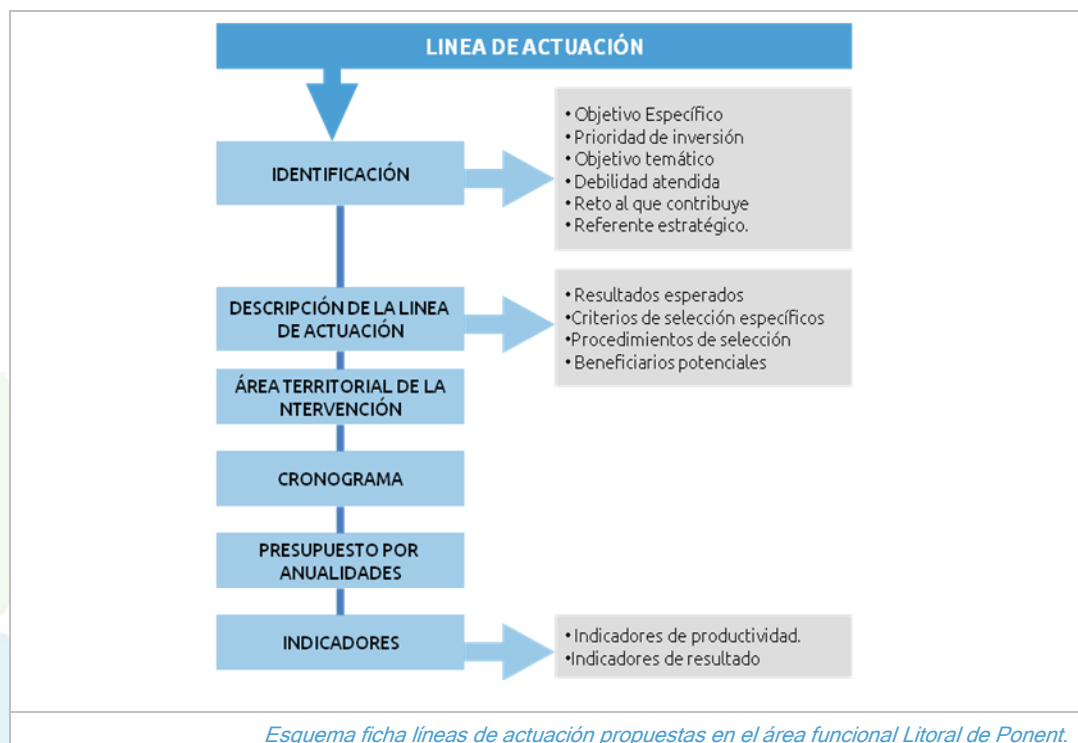 LINEA DE ACTUACIÓN
IDENTIFICACIÓN
• Objetivo Específico
• Prioridad de inversión
• Objetivo temático
• Debilidad atendida
• Reto al que contribuye
• Referente estratégico.
DESCRIPCIÓN DE LA LINEA
DE ACTUACIÓN
• Resultados esperados
•Criterios de selección específicos
•Procedimientos de selección
• Beneficiarios potenciales
ÁREA TERRITORIAL DE LA
NTERVENCIÓN
CRONOGRAMA
PRESUPUESTO POR
ANUALIDADES
INDICADORES
• Indicadores de productividad.
•Indicadores de resultado
Esquema ficha líneas de actuación propuestas en el área funcional Litoral de Ponent.